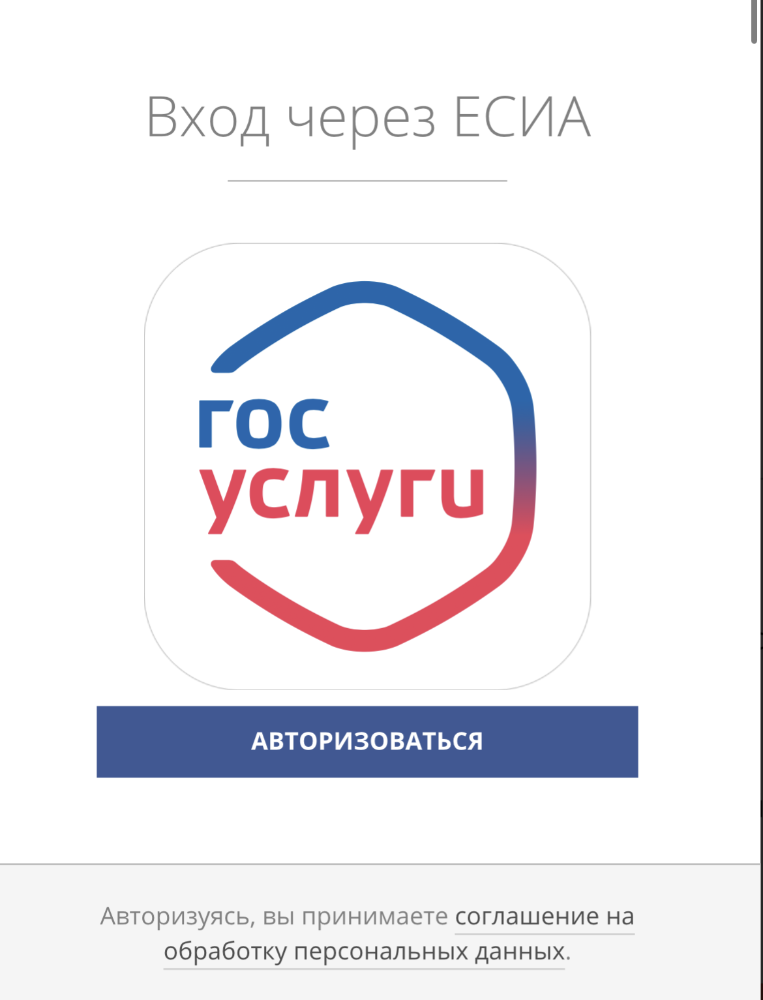 Вход через ЕСИА
гос
услуги
АВТОРИЗОВАТЬСЯ
Авторизуясь, вы принимаете соглашение на
обработку персональных данных.